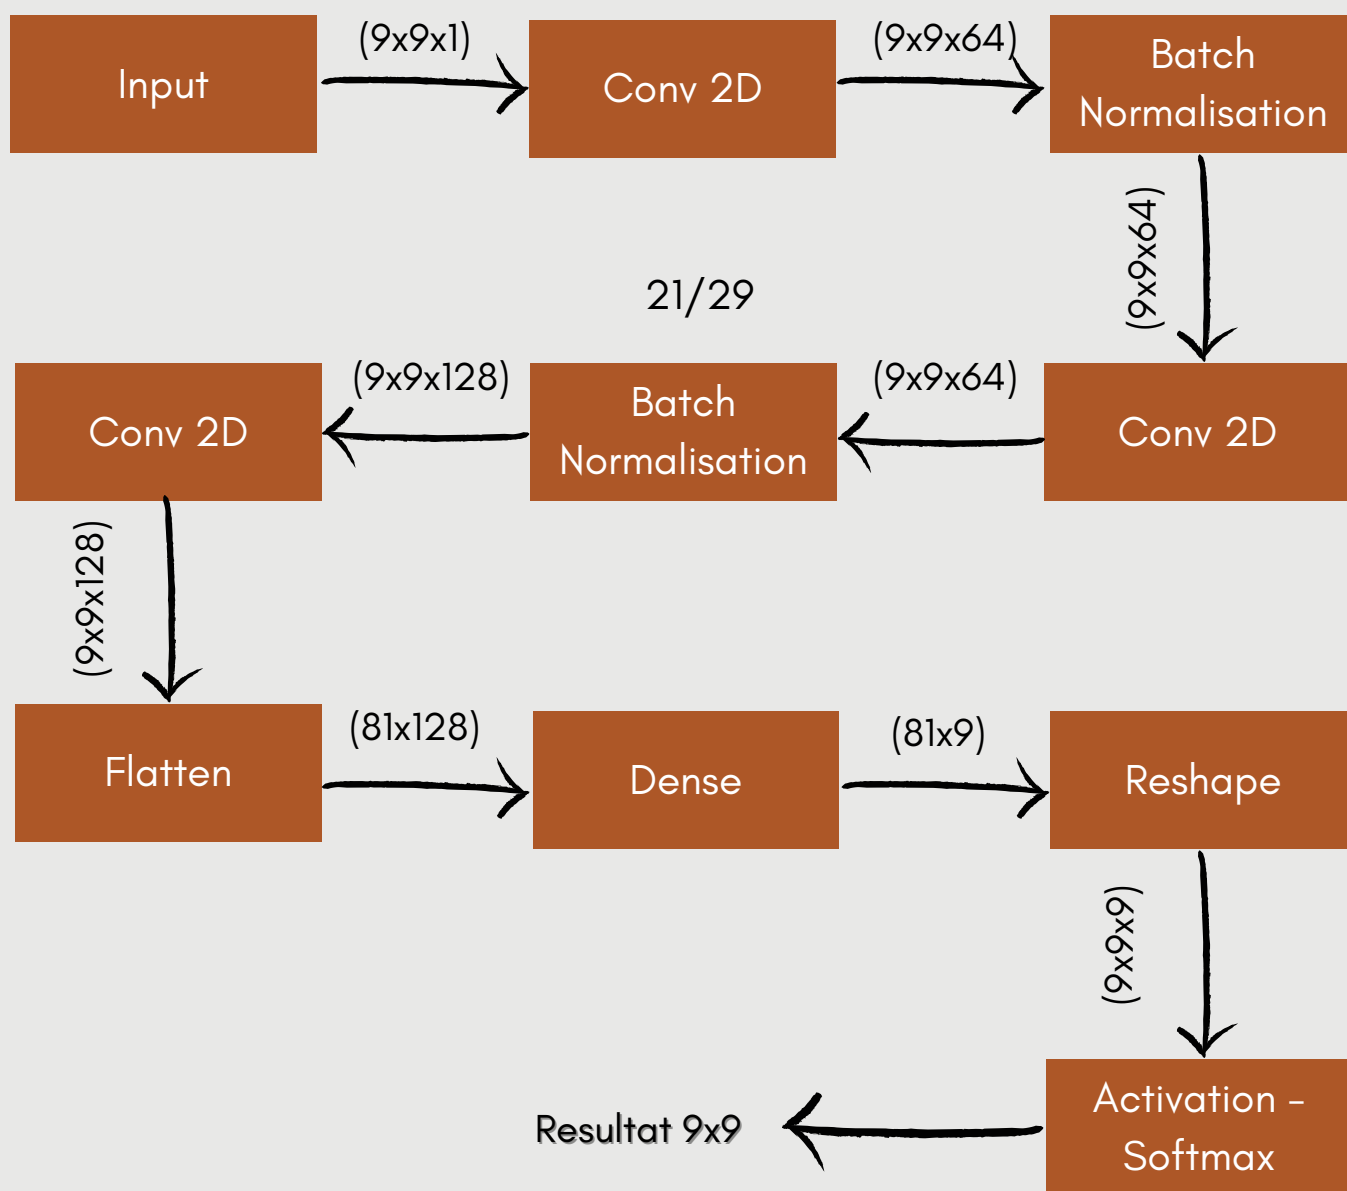 Input
(9x9x1)
Conv 2D
(9x9x64)
Batch
Normalisation
(9x9x64)
21/29
Conv 2D
(9x9x64)
Batch
Normalisation
(9x9x128)
Conv 2D
(9x9x128)
Flatten
(81x128)
Dense
(81x9)
Reshape
(9x9x9)
Activation -
Softmax
Resultat 9x9